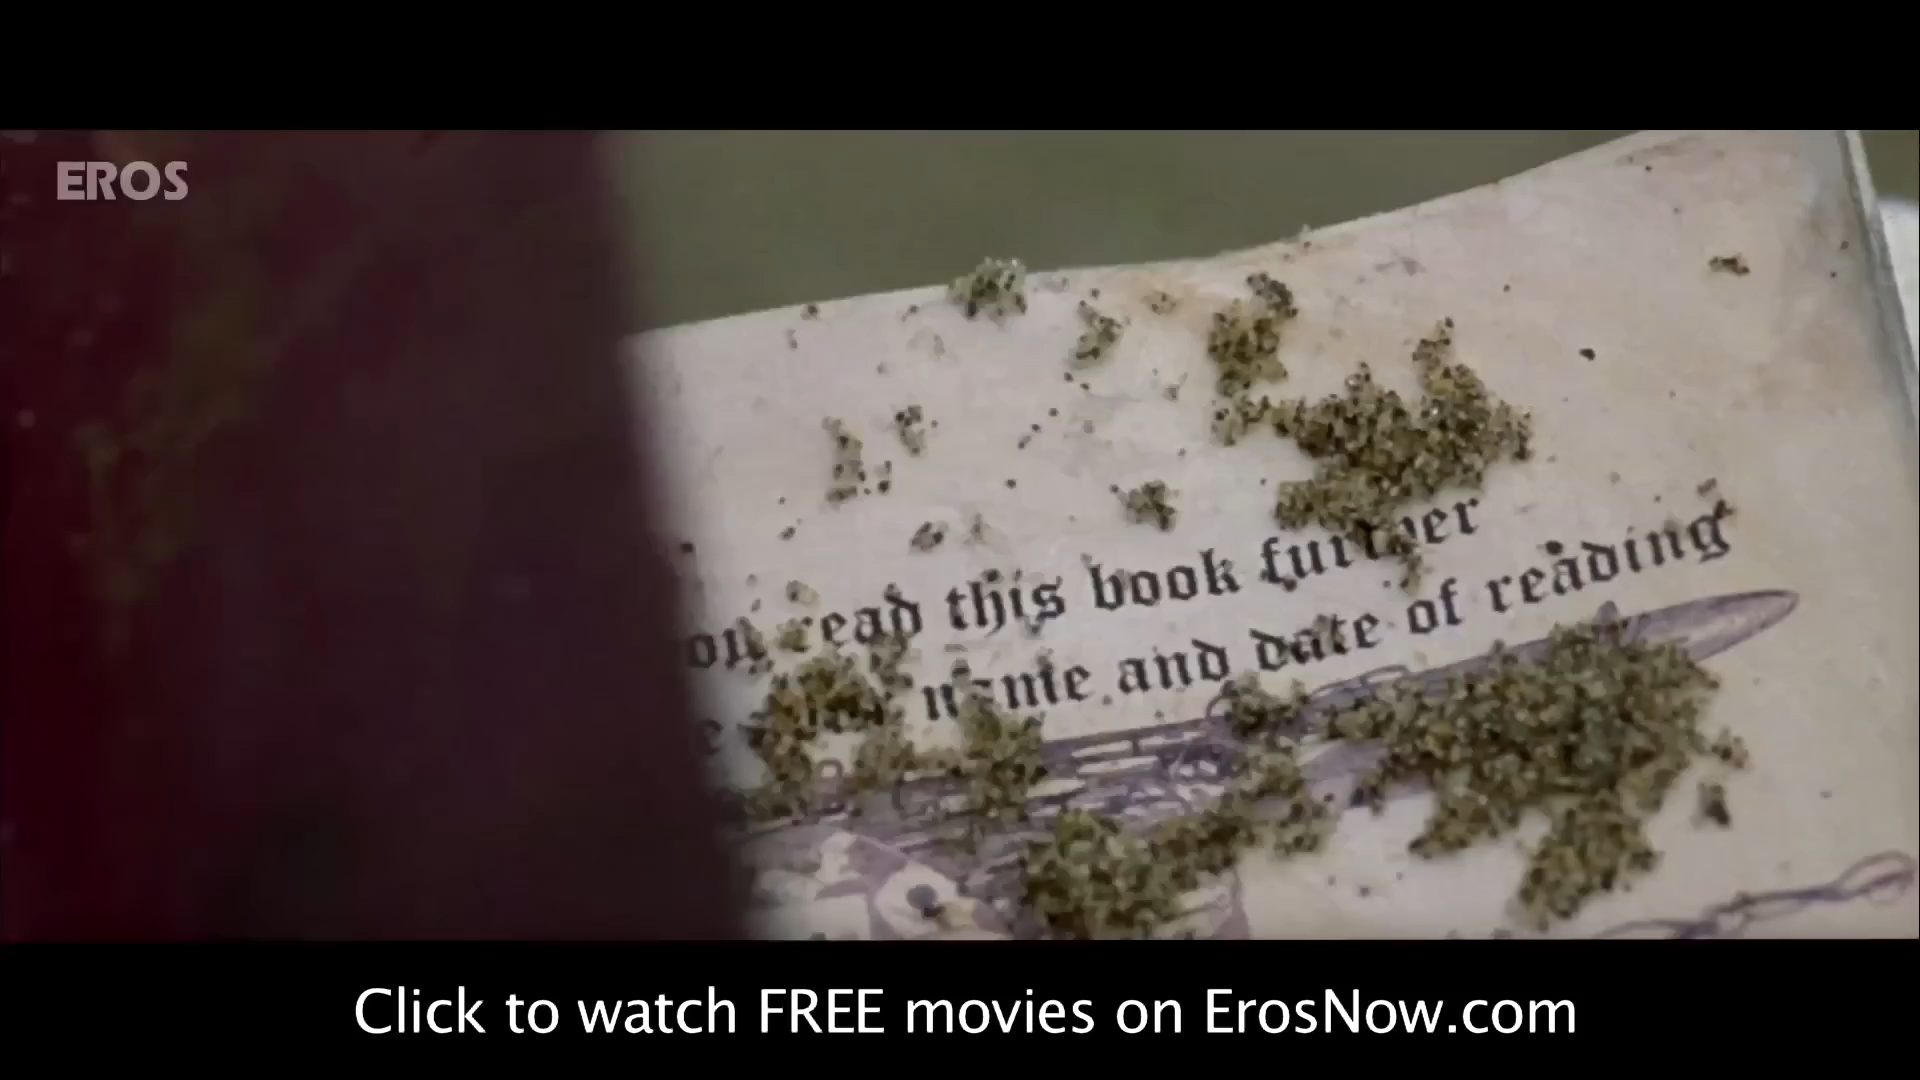 EROS
read this book further
name and date of reading
Click to watch FREE movies on ErosNow.com